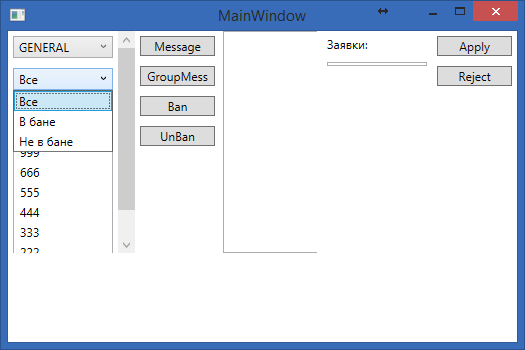 MainWindow
GENERAL
Все
Все
В бане
Не в бане
999
666
555
444
333
222
Message
GroupMess
Ban
UnBan
Заявки:
Apply
Reject